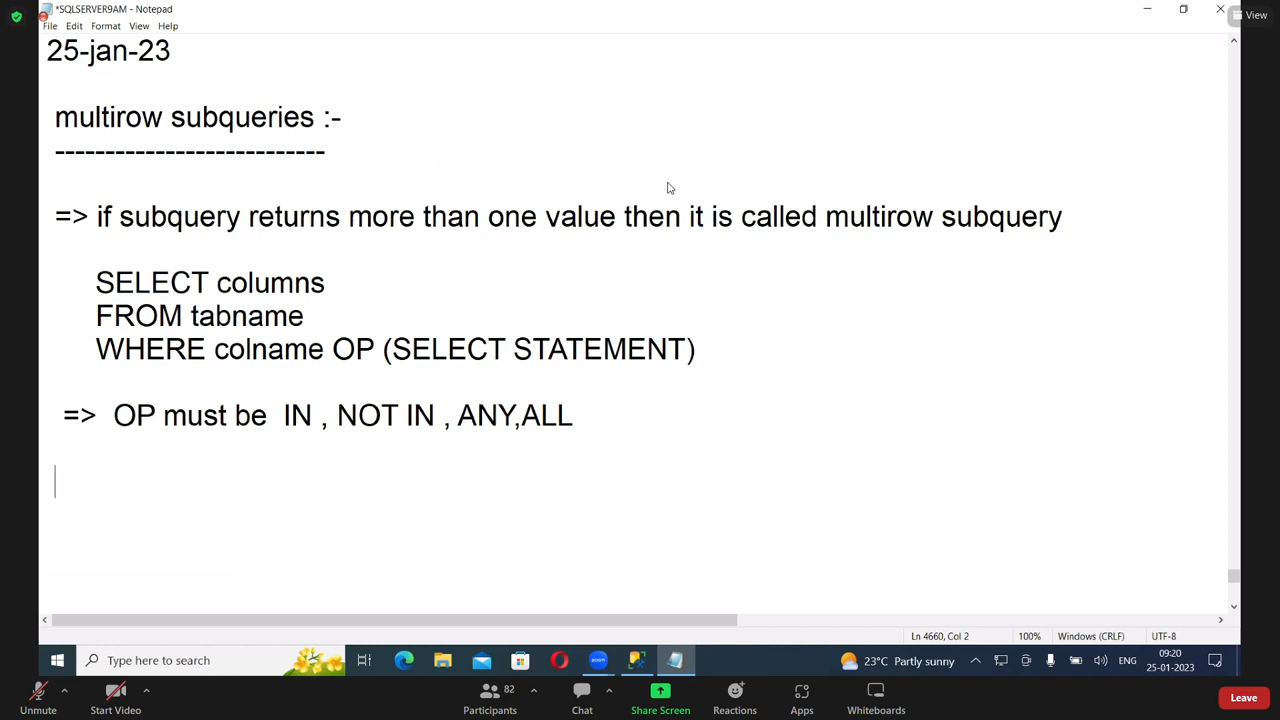 *SQLSERVER9AM - Notepad
File Edit Format View Help
View
25-jan-23
multirow subqueries :-
---------------------------
=> if subquery returns more than one value then it is called multirow subquery
SELECT columns
FROM tabname
WHERE colname OP (SELECT STATEMENT)
=> OP must be IN , NOT IN , ANY,ALL
Ln 4660, Col 2 100% Windows (CRLF) UTF-8
Type here to search
zoom
23°C Partly sunny
ENG
09:20
25-01-2023
Unmute
Start Video
82
Participants
Chat
Share Screen
Reactions
Apps
Whiteboards
Leave